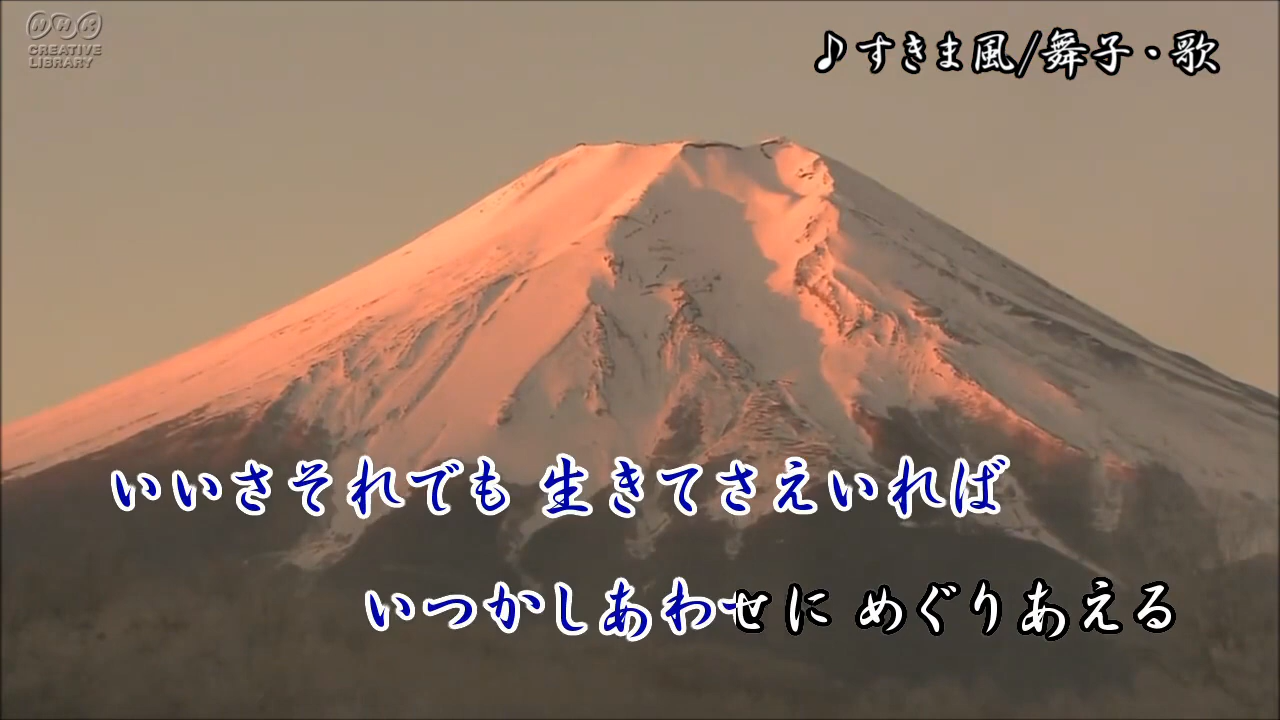 NHK
CREATIVE
LIBRARY
♪すきま風/舞子・歌
いいさそれでも 生きてさえいれば
いつかしあわせに めぐりあえる